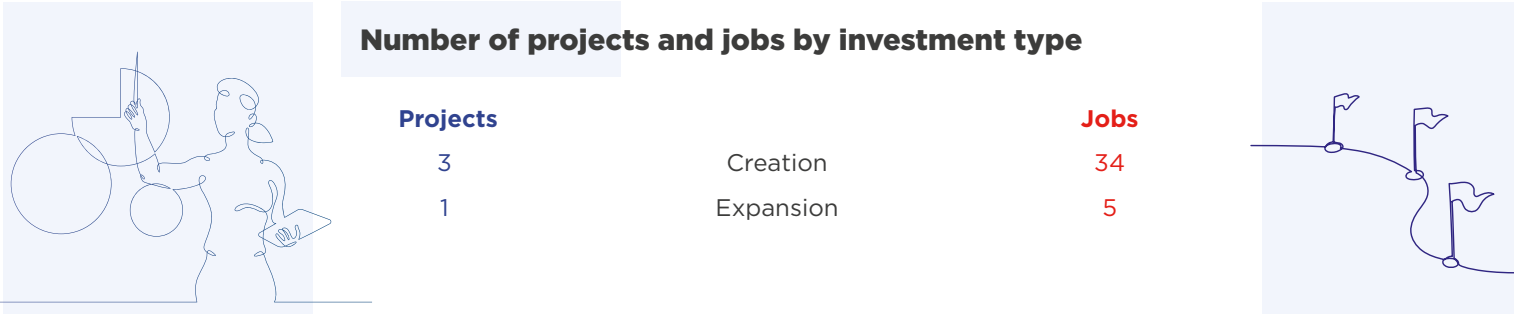 Number of projects and jobs by investment type
Projects Jobs
3 Creation 34
1 Expansion 5